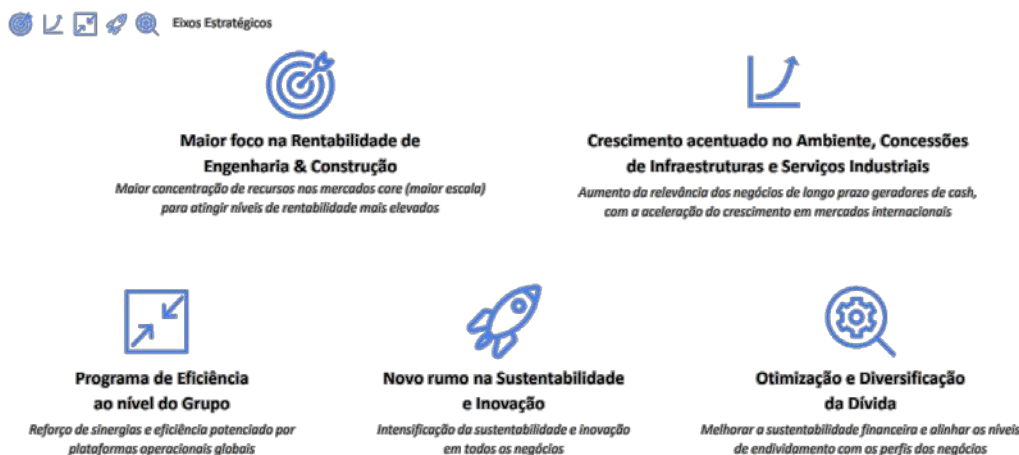 Eixos Estratégicos
Maior foco na Rentabilidade de
Engenharia & Construção
Maior concentração de recursos nos mercados core (maior escala)
para atingir níveis de rentabilidade mais elevados
Crescimento acentuado no Ambiente, Concessões
de Infraestruturas e Serviços Industriais
Aumento da relevância dos negócios de longo prazo geradores de cash,
com a aceleração do crescimento em mercados internacionais
Programa de Eficiência
ao nível do Grupo
Reforço de sinergias e eficiência potenciado por
plataformas operacionais globais
Novo rumo na Sustentabilidade
e Inovação
Intensificação da sustentabilidade e inovação
em todos os negócios
Otimização e Diversificação
da Dívida
Melhorar a sustentabilidade financeira e alinhar os níveis
de endividamento com os perfis dos negócios